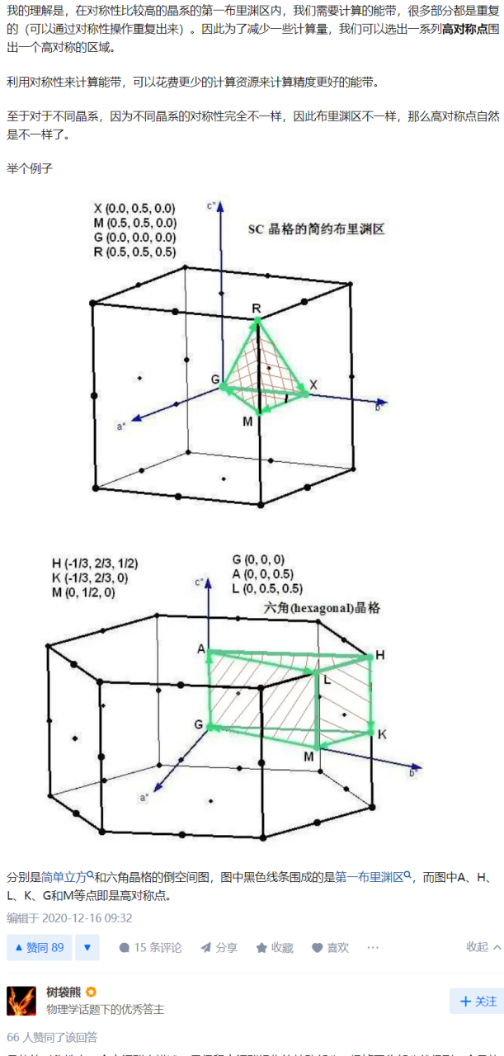 我的理解是，在对称性比较高的晶系的第一布里渊区内，我们需要计算的能带，很多部分都是重复
的（可以通过对称性操作重复出来）。因为了减少一些计算量，我们可以选出一系列高对称点围
出一个高对称的区域。
利用对称性来计算能带，可以花费更少的计算资源来计算精度更好的能带。
至于对于不同晶系，因为不同晶系的对称性完全不一样，因此布里渊区不一样，那么高对称点自然
是不一样了。
举个例子
X (0.0, 0.5, 0.0)
M (0.5, 0.5, 0.0)
G (0.0, 0.0, 0.0)
R (0.5, 0.5, 0.5)
c*
SC 晶格的简约布里渊区
R
G
X
b*
a*
M
H (-1/3, 2/3, 1/2)
K (-1/3, 2/3, 0)
M (0, 1/2, 0)
G (0, 0, 0)
A (0, 0, 0.5)
L (0, 0.5, 0.5)
c*
六角(hexagonal)晶格
A
H
L
G
K
M
b*
a*
分别是简单立方和六角晶格的倒空间图，图中黑色线条围成的是第一布里渊区，而图中A、H、
L、K、G和M等点即是高对称点。
编辑于 2020-12-16 09:32
赞同 89
15 条评论
分享
收藏
喜欢
收起
树袋熊
物理学话题下的优秀答主
+ 关注
66 人赞同了该回答